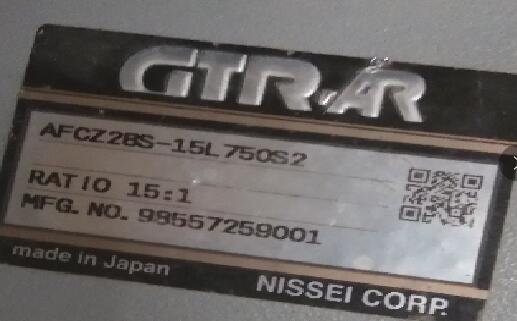 GTR-AR
AFCZ28S-15L750S2
RATIO 15:1
MFG. NO. 98557259001
made in Japan
NISSEI CORP.